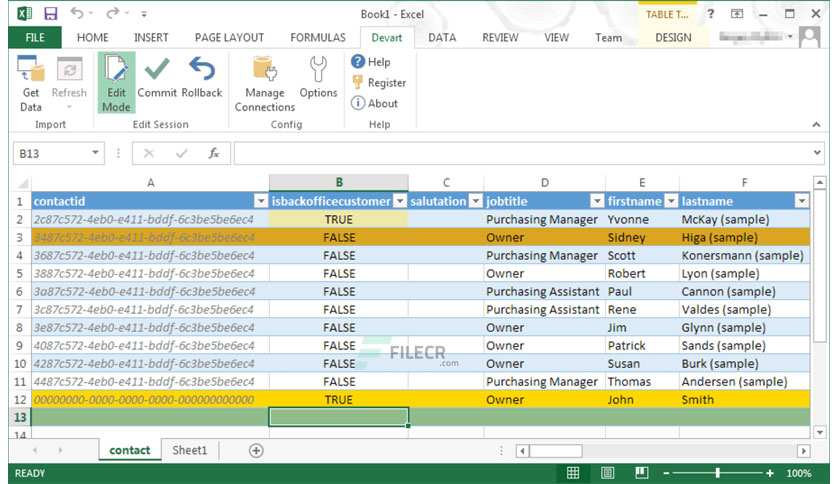 Book1 - Excel
TABLE T...
?
FILE HOME INSERT PAGE LAYOUT FORMULAS Devart DATA REVIEW VIEW Team DESIGN
Get Data
Refresh
Edit Mode
Commit
Rollback
Manage Connections
Options
Help
Register
About
Import
Edit Session
Config
Help
B13
fx
A B C D E F
1 contactid isbackofficecustomer salutation jobtitle firstname lastname
2 2c87c572-4eb0-e411-bddf-6c3be5be6ec4 TRUE Purchasing Manager Yvonne McKay (sample)
3 3487c572-4eb0-e411-bddf-6c3be5be6ec4 FALSE Owner Sidney Higa (sample)
4 3687c572-4eb0-e411-bddf-6c3be5be6ec4 FALSE Purchasing Manager Scott Konersmann (sample)
5 3887c572-4eb0-e411-bddf-6c3be5be6ec4 FALSE Owner Robert Lyon (sample)
6 3a87c572-4eb0-e411-bddf-6c3be5be6ec4 FALSE Purchasing Assistant Paul Cannon (sample)
7 3c87c572-4eb0-e411-bddf-6c3be5be6ec4 FALSE Purchasing Assistant Rene Valdes (sample)
8 3e87c572-4eb0-e411-bddf-6c3be5be6ec4 FALSE Owner Jim Glynn (sample)
9 4087c572-4eb0-e411-bddf-6c3be5be6ec4 FALSE Owner Patrick Sands (sample)
10 4287c572-4eb0-e411-bddf-6c3be5be6ec4 FALSE Owner Susan Burk (sample)
11 4487c572-4eb0-e411-bddf-6c3be5be6ec4 FALSE Purchasing Manager Thomas Andersen (sample)
12 00000000-0000-0000-0000-000000000000 TRUE Owner John Smith
13
14
FILECR
.com
contact Sheet1
READY
100%